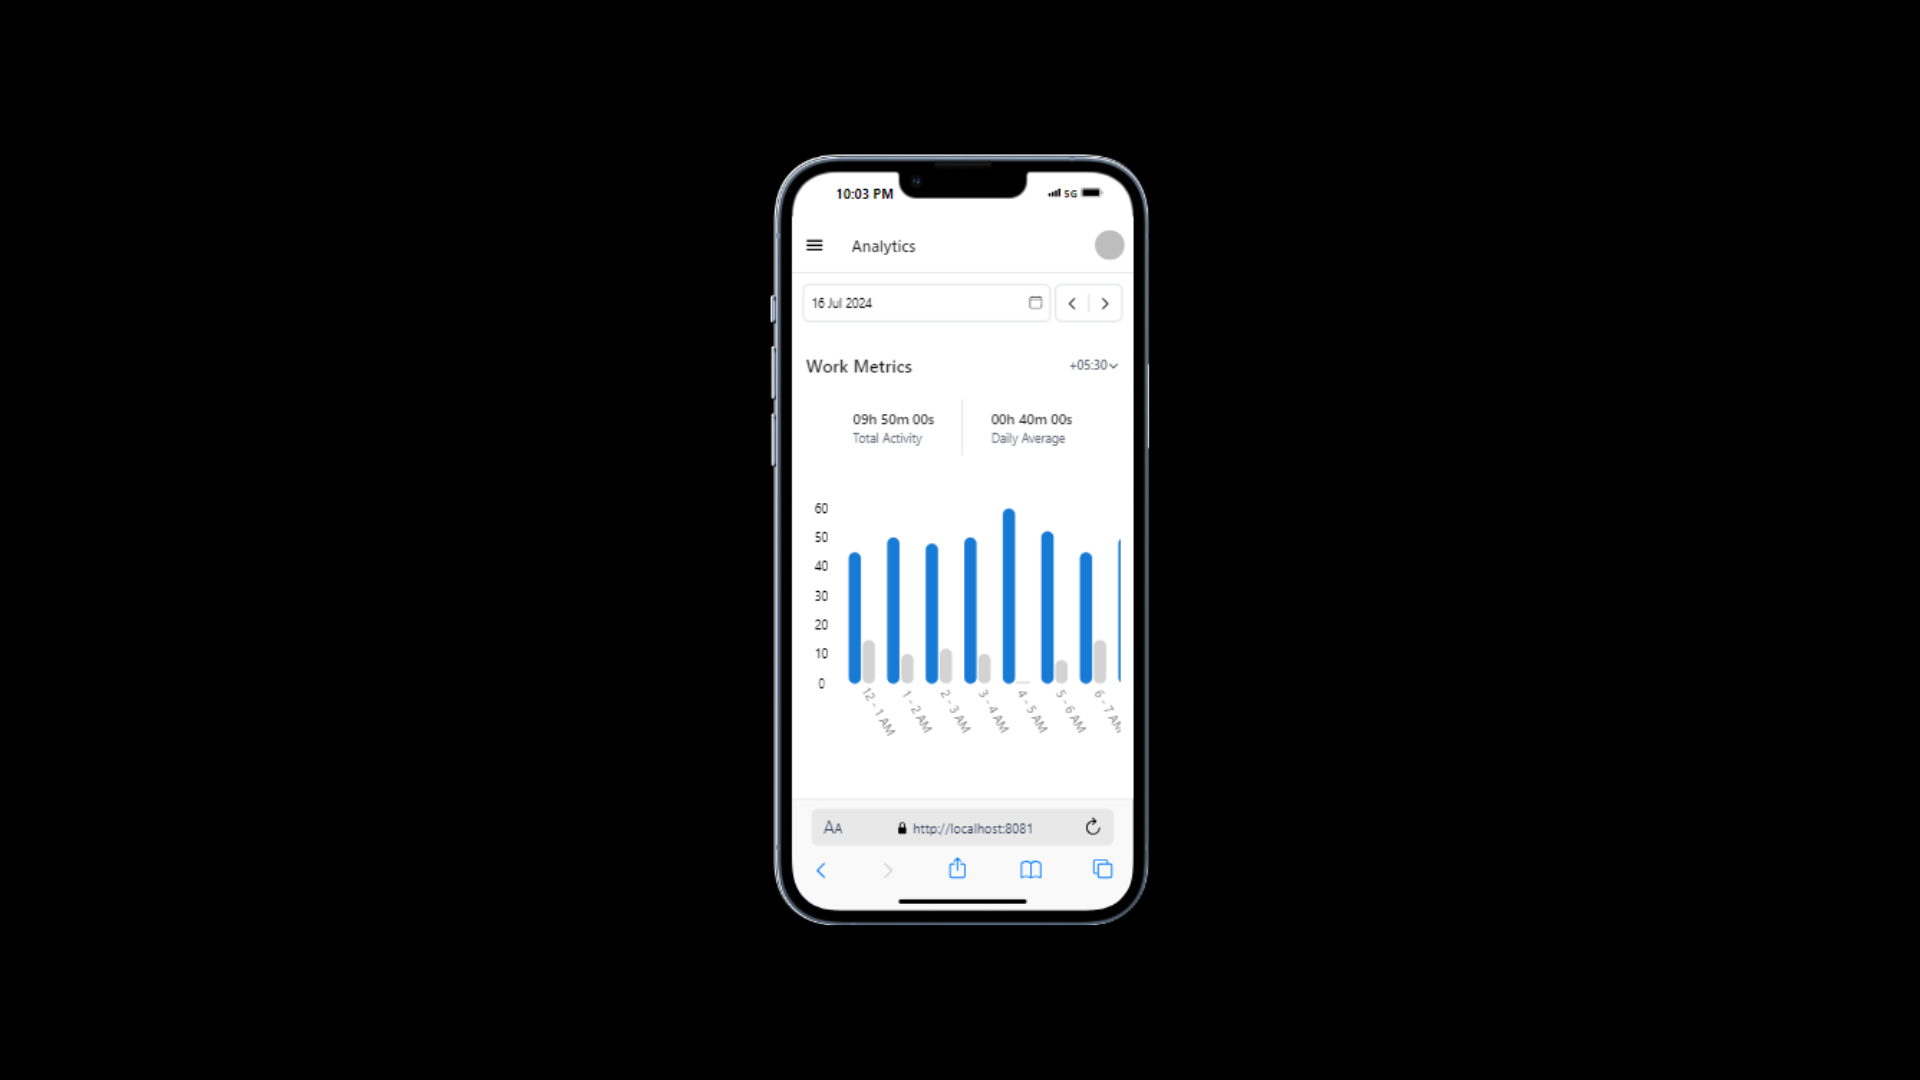 10:03 PM 5G
Analytics
16 Jul 2024
Work Metrics +05:30
09h 50m 00s 00h 40m 00s
Total Activity Daily Average
60
50
40
30
20
10
0
12 - 1 AM 1 - 2 AM 2 - 3 AM 3 - 4 AM 4 - 5 AM 5 - 6 AM 6 - 7 AM
AA http://localhost:8081